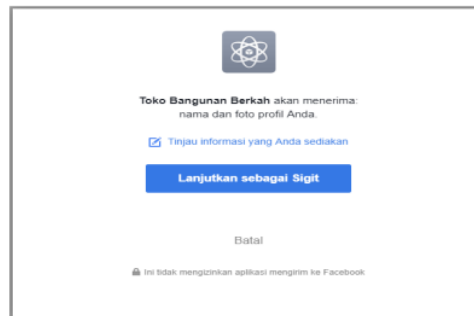 Toko Bangunan Berkah akan menerima:
nama dan foto profil Anda.
Tinjau informasi yang Anda sediakan
Lanjutkan sebagai Sigit
Batal
Ini tidak mengizinkan aplikasi mengirim ke Facebook